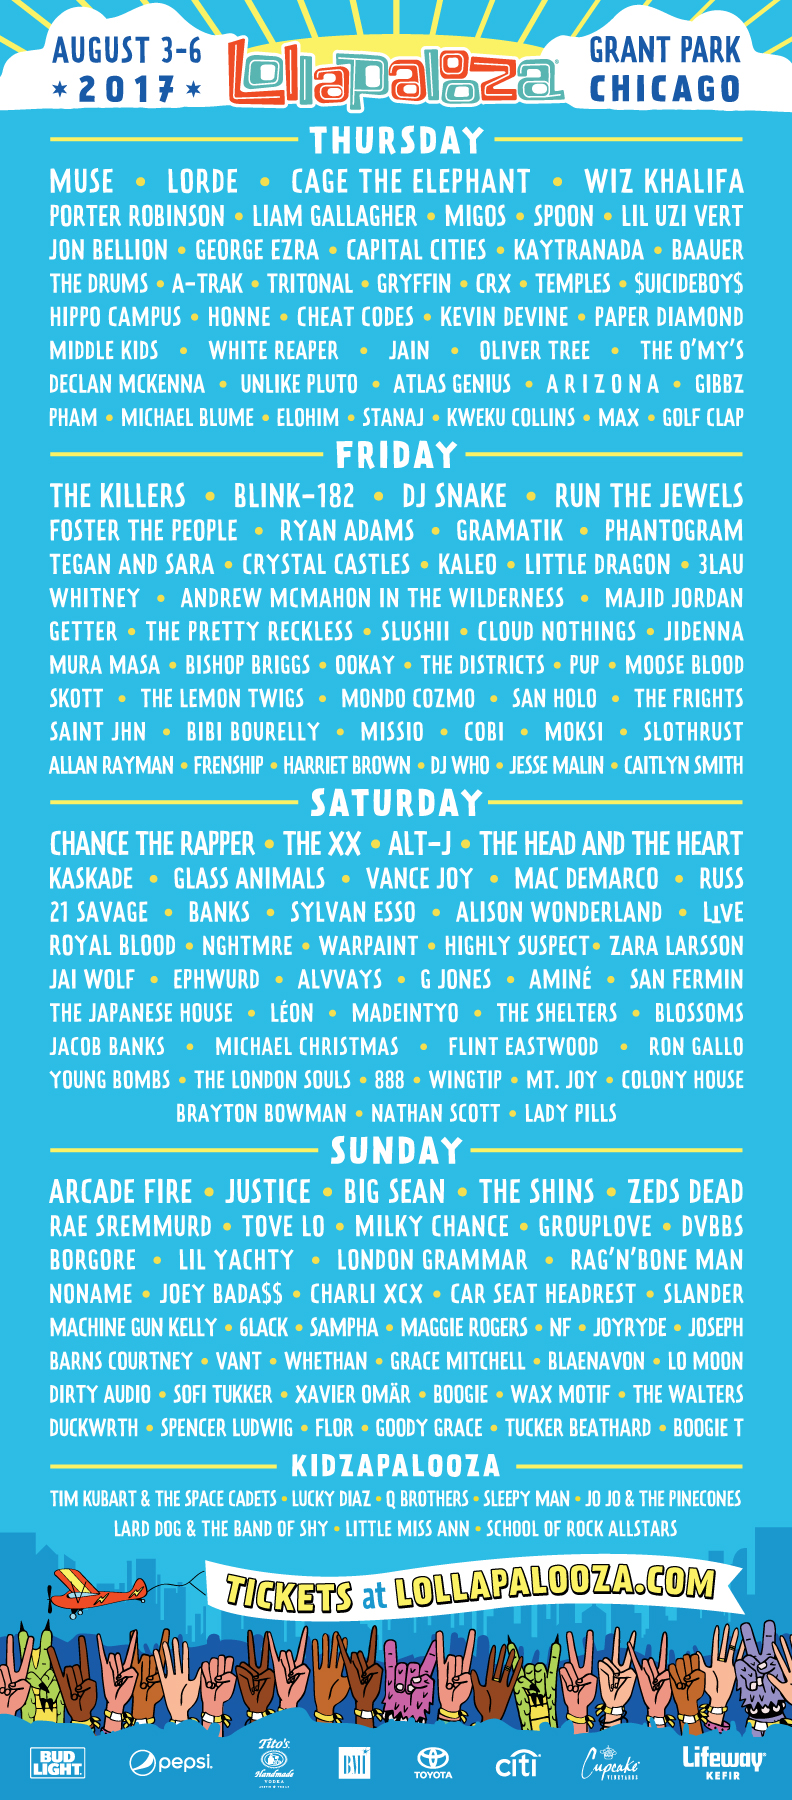 AUGUST 3-6
★ 2017 ★
Lollapalooza
GRANT PARK
CHICAGO
THURSDAY
MUSE • LORDE • CAGE THE ELEPHANT • WIZ KHALIFA
PORTER ROBINSON • LIAM GALLAGHER • MIGOS • SPOON • LIL UZI VERT
JON BELLION • GEORGE EZRA • CAPITAL CITIES • KAYTRANADA • BAAUER
THE DRUMS • A-TRAK • TRITONAL • GRYFFIN • CRX • TEMPLES • $UICIDEBOY$
HIPPO CAMPUS • HONNE • CHEAT CODES • KEVIN DEVINE • PAPER DIAMOND
MIDDLE KIDS • WHITE REAPER • JAIN • OLIVER TREE • THE O'MY'S
DECLAN MCKENNA • UNLIKE PLUTO • ATLAS GENIUS • A R I Z O N A • GIBBZ
PHAM • MICHAEL BLUME • ELOHIM • STANAJ • KWEKU COLLINS • MAX • GOLF CLAP
FRIDAY
THE KILLERS • BLINK-182 • DJ SNAKE • RUN THE JEWELS
FOSTER THE PEOPLE • RYAN ADAMS • GRAMATIK • PHANTOGRAM
TEGAN AND SARA • CRYSTAL CASTLES • KALEO • LITTLE DRAGON • 3LAU
WHITNEY • ANDREW MCMAHON IN THE WILDERNESS • MAJID JORDAN
GETTER • THE PRETTY RECKLESS • SLUSHII • CLOUD NOTHINGS • JIDENNA
MURA MASA • BISHOP BRIGGS • OOKAY • THE DISTRICTS • PUP • MOOSE BLOOD
SKOTT • THE LEMON TWIGS • MONDO COZMO • SAN HOLO • THE FRIGHTS
SAINT JHN • BIBI BOURELLY • MISSIO • COBI • MOKSI • SLOTHRUST
ALLAN RAYMAN • FRENSHIP • HARRIET BROWN • DJ WHO • JESSE MALIN • CAITLYN SMITH
SATURDAY
CHANCE THE RAPPER • THE XX • ALT-J • THE HEAD AND THE HEART
KASKADE • GLASS ANIMALS • VANCE JOY • MAC DEMARCO • RUSS
21 SAVAGE • BANKS • SYLVAN ESSO • ALISON WONDERLAND • LIVE
ROYAL BLOOD • NGHTMRE • WARPAINT • HIGHLY SUSPECT • ZARA LARSSON
JAI WOLF • EPHWURD • ALVVAYS • G JONES • AMINÉ • SAN FERMIN
THE JAPANESE HOUSE • LÉON • MADEINTYO • THE SHELTERS • BLOSSOMS
JACOB BANKS • MICHAEL CHRISTMAS • FLINT EASTWOOD • RON GALLO
YOUNG BOMBS • THE LONDON SOULS • 888 • WINGTIP • MT. JOY • COLONY HOUSE
BRAYTON BOWMAN • NATHAN SCOTT • LADY PILLS
SUNDAY
ARCADE FIRE • JUSTICE • BIG SEAN • THE SHINS • ZEDS DEAD
RAE SREMMURD • TOVE LO • MILKY CHANCE • GROUPLOVE • DVBBS
BORGORE • LIL YACHTY • LONDON GRAMMAR • RAG'N'BONE MAN
NONAME • JOEY BADA$$ • CHARLI XCX • CAR SEAT HEADREST • SLANDER
MACHINE GUN KELLY • 6LACK • SAMPHA • MAGGIE ROGERS • NF • JOYRYDE • JOSEPH
BARNS COURTNEY • VANT • WHETHAN • GRACE MITCHELL • BLAENAVON • LO MOON
DIRTY AUDIO • SOFI TUKKER • XAVIER OMÄR • BOOGIE • WAX MOTIF • THE WALTERS
DUCKWRTH • SPENCER LUDWIG • FLOR • GOODY GRACE • TUCKER BEATHARD • BOOGIE T
KIDZAPALOOZA
TIM KUBART & THE SPACE CADETS • LUCKY DIAZ • Q BROTHERS • SLEEPY MAN • JO JO & THE PINECONES
LARD DOG & THE BAND OF SHY • LITTLE MISS ANN • SCHOOL OF ROCK ALLSTARS
TICKETS at LOLLAPALOOZA.COM
BUD LIGHT
pepsi
Tito's Handmade VODKA
BMI
TOYOTA
citi
Cupcake VINEYARDS
Lifeway KEFIR